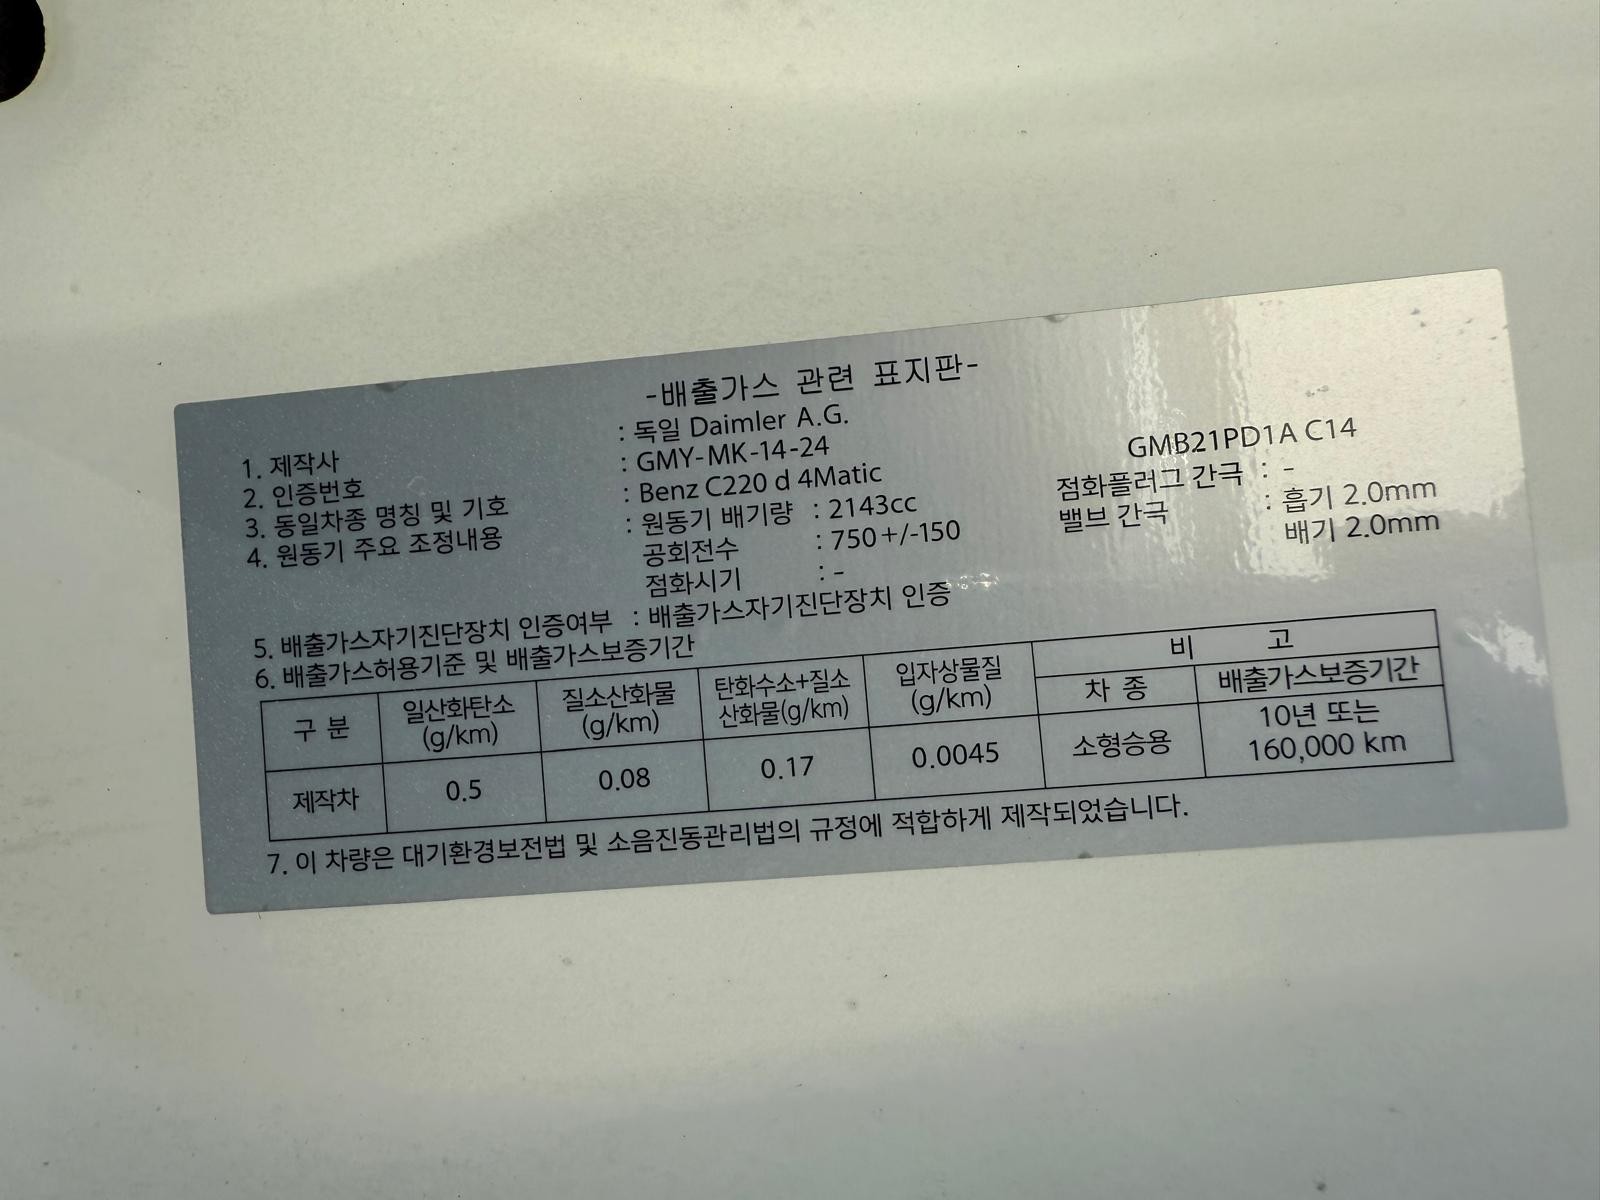 -배출가스 관련 표지판-
1. 제작사 : 독일 Daimler A.G.
2. 인증번호 : GMY-MK-14-24 GMB21PD1A C14
3. 동일차종 명칭 및 기호 : Benz C220 d 4Matic 점화플러그 간극 : -
4. 원동기 주요 조정내용 : 원동기 배기량 : 2143cc 밸브 간극 : 흡기 2.0mm
공회전수 : 750+/-150 배기 2.0mm
점화시기 : -
5. 배출가스자기진단장치 인증여부 : 배출가스자기진단장치 인증
6. 배출가스허용기준 및 배출가스보증기간
구 분 일산화탄소 (g/km) 질소산화물 (g/km) 탄화수소+질소산화물(g/km) 입자상물질 (g/km) 비 고
차 종 배출가스보증기간
제작차 0.5 0.08 0.17 0.0045 소형승용 10년 또는 160,000 km
7. 이 차량은 대기환경보전법 및 소음진동관리법의 규정에 적합하게 제작되었습니다.